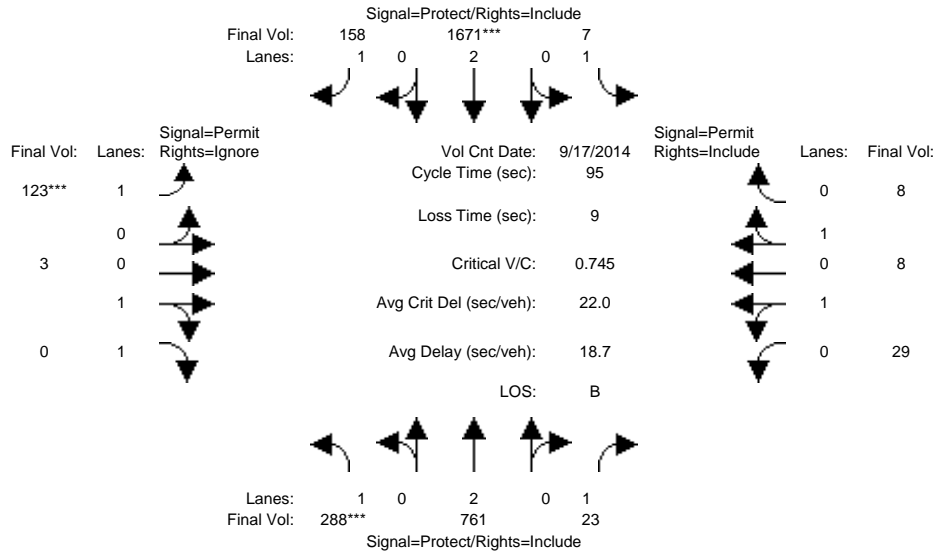 Signal=Protect/Rights=Include
Final Vol: 158 1671*** 7
Lanes: 1 0 2 0 1
Signal=Permit Signal=Permit
Final Vol: Lanes: Rights=Ignore Vol Cnt Date: 9/17/2014 Rights=Include Lanes: Final Vol:
Cycle Time (sec): 95
123*** 1 0 8
Loss Time (sec): 9
0 1
3 0 Critical V/C: 0.745 0 8
1 Avg Crit Del (sec/veh): 22.0 1
0 1 Avg Delay (sec/veh): 18.7 0 29
LOS: B
Lanes: 1 0 2 0 1
Final Vol: 288*** 761 23
Signal=Protect/Rights=Include